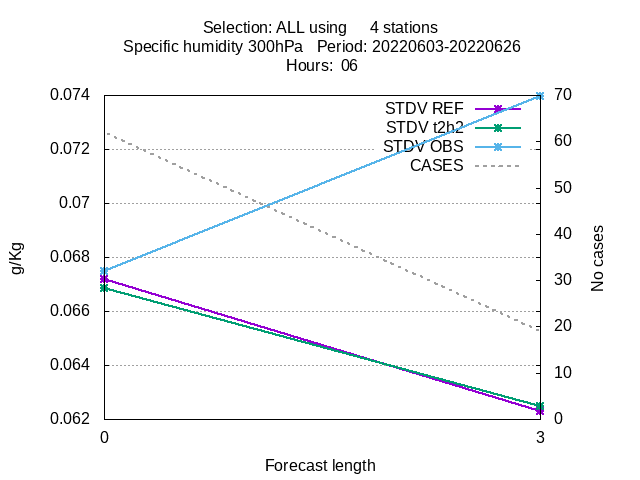 Selection: ALL using 4 stations
Specific humidity 300hPa Period: 20220603-20220626
Hours: 06
STDV REF
STDV t2h2
STDV OBS
CASES
0.074
0.072
0.07
0.068
0.066
0.064
0.062
g/Kg
70
60
50
40
30
20
10
0
No cases
0
3
Forecast length